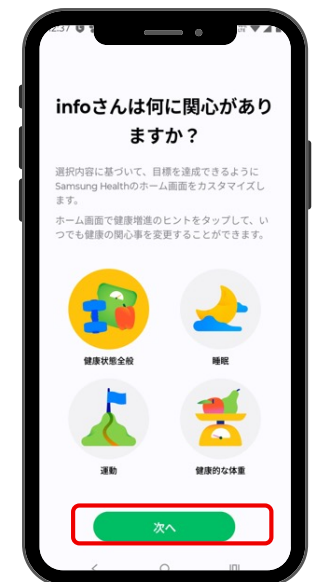 infoさんは何に関心があり
ますか？
選択内容に基づいて、目標を達成できるように
Samsung Healthのホーム画面をカスタマイズし
ます。
ホーム画面で健康増進のヒントをタップして、い
つでも健康の関心事を変更することができます。
健康状態全般
睡眠
運動
健康的な体重
次へ